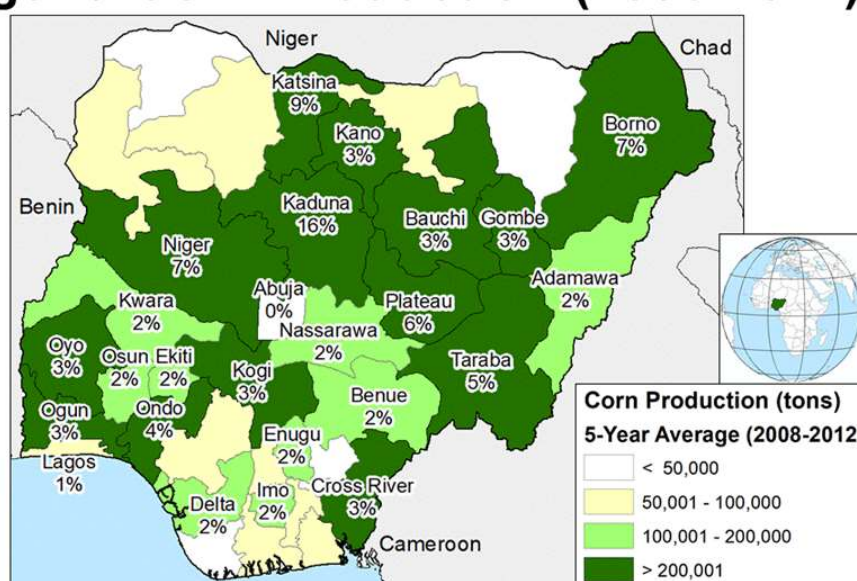 Niger
Chad
Katsina
9%
Kano
3%
Borno
7%
Benin
Kaduna
16%
Bauchi
3%
Gombe
3%
Niger
7%
Abuja
0%
Adamawa
2%
Kwara
2%
Plateau
6%
Nassarawa
2%
Oyo
3%
Osun
2%
Ekiti
2%
Kogi
3%
Taraba
5%
Benue
2%
Ogun
3%
Ondo
4%
Enugu
2%
Lagos
1%
Delta
2%
Imo
2%
Cross River
3%
Cameroon
Corn Production (tons)
5-Year Average (2008-2012
< 50,000
50,001 - 100,000
100,001 - 200,000
> 200,001